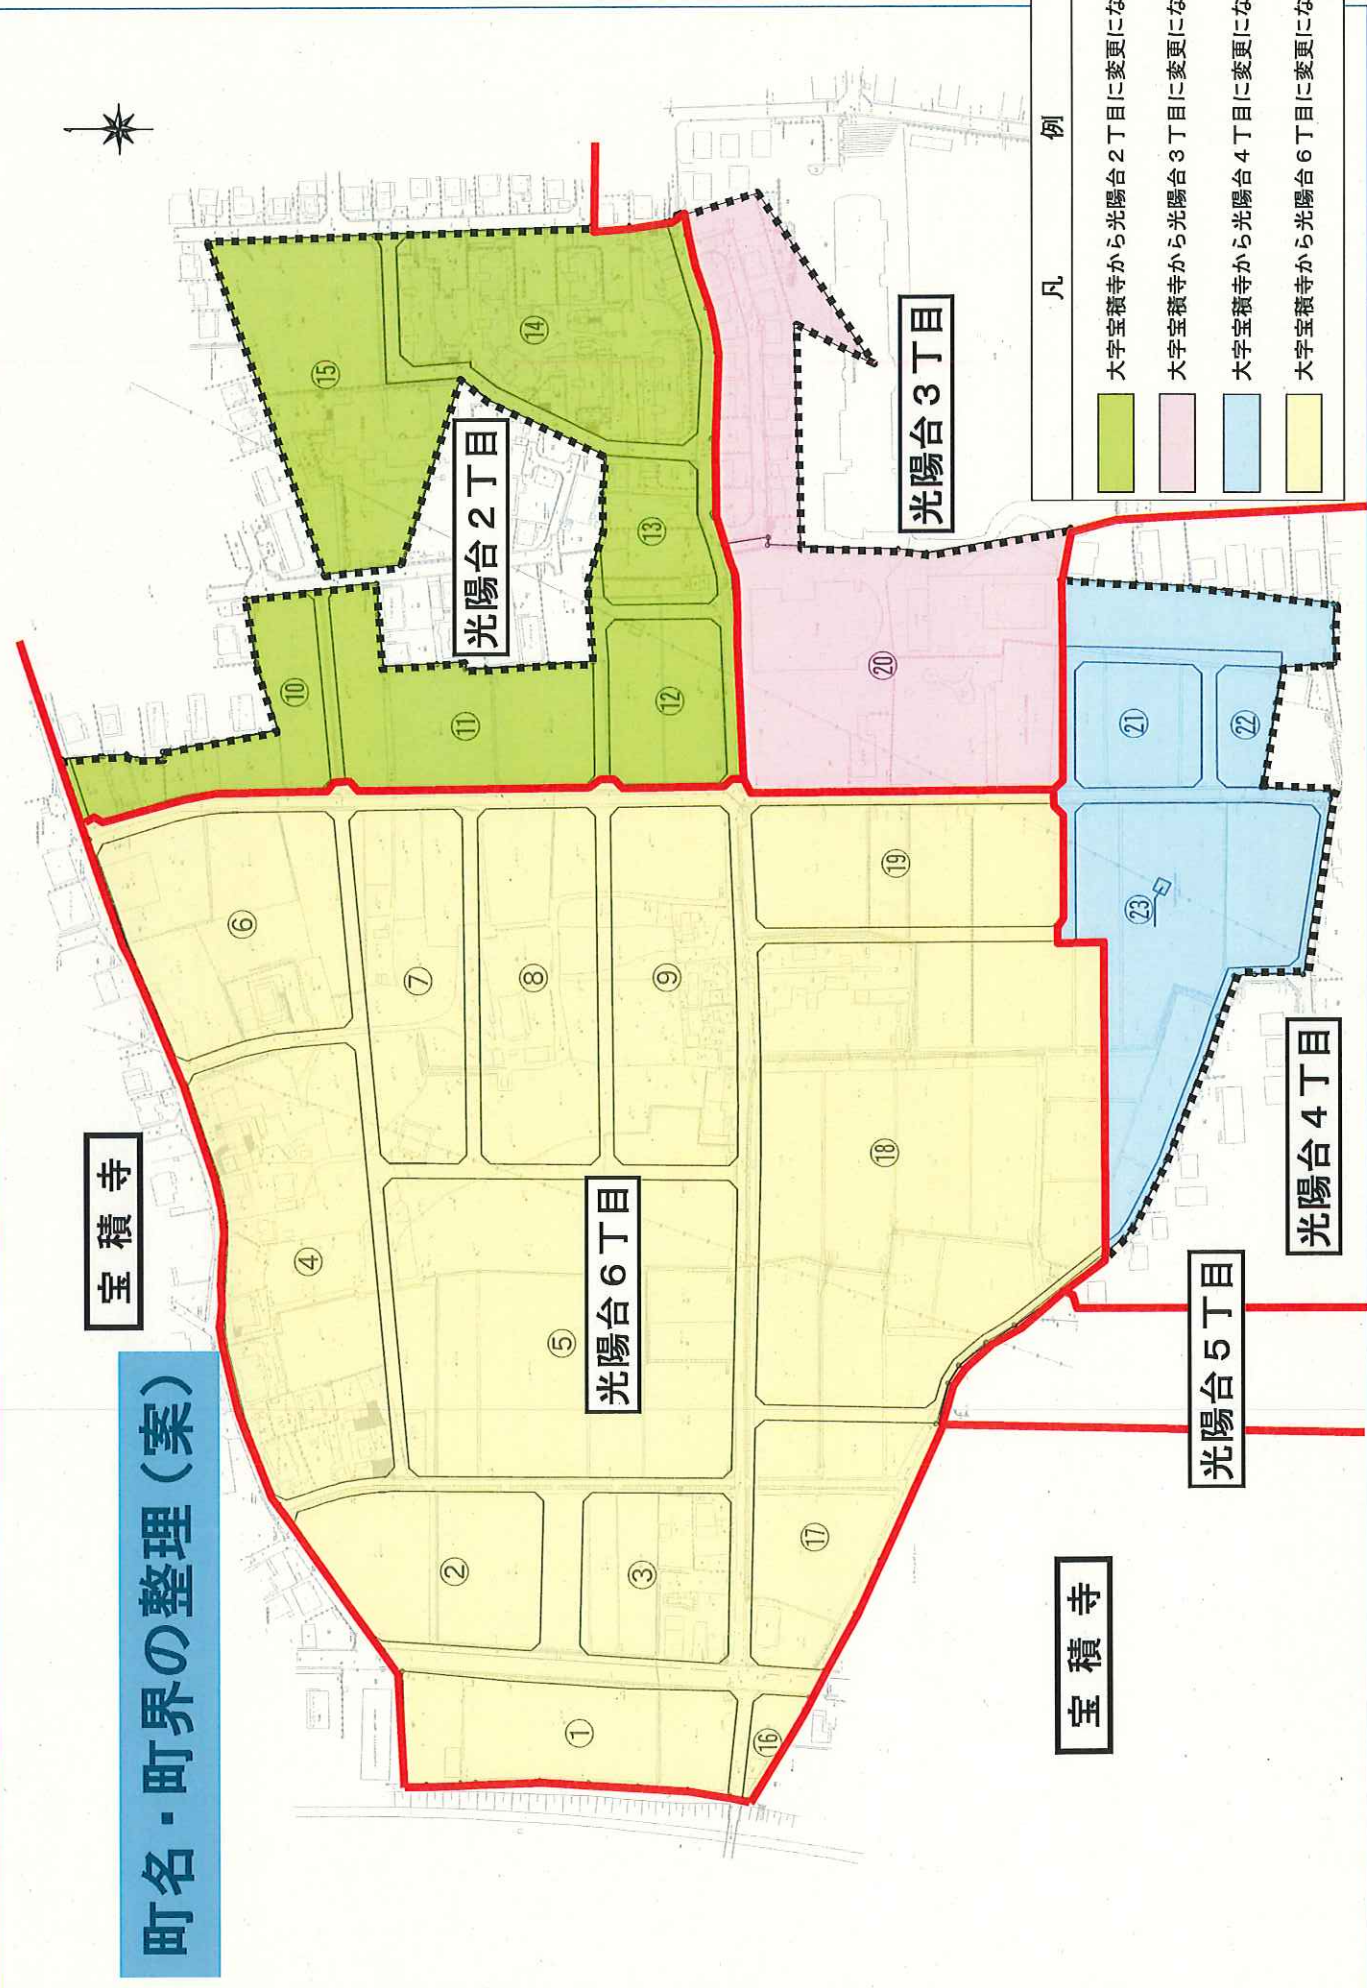 町名・町界の整理（案）
宝積寺
光陽台２丁目
光陽台３丁目
光陽台６丁目
光陽台４丁目
光陽台５丁目
宝積寺
①
②
③
④
⑤
⑥
⑦
⑧
⑨
⑩
⑪
⑫
⑬
⑭
⑮
⑯
⑰
⑱
⑲
⑳
㉑
㉒
㉓
凡例
大字宝積寺から光陽台２丁目に変更にな
大字宝積寺から光陽台３丁目に変更にな
大字宝積寺から光陽台４丁目に変更にな
大字宝積寺から光陽台６丁目に変更にな